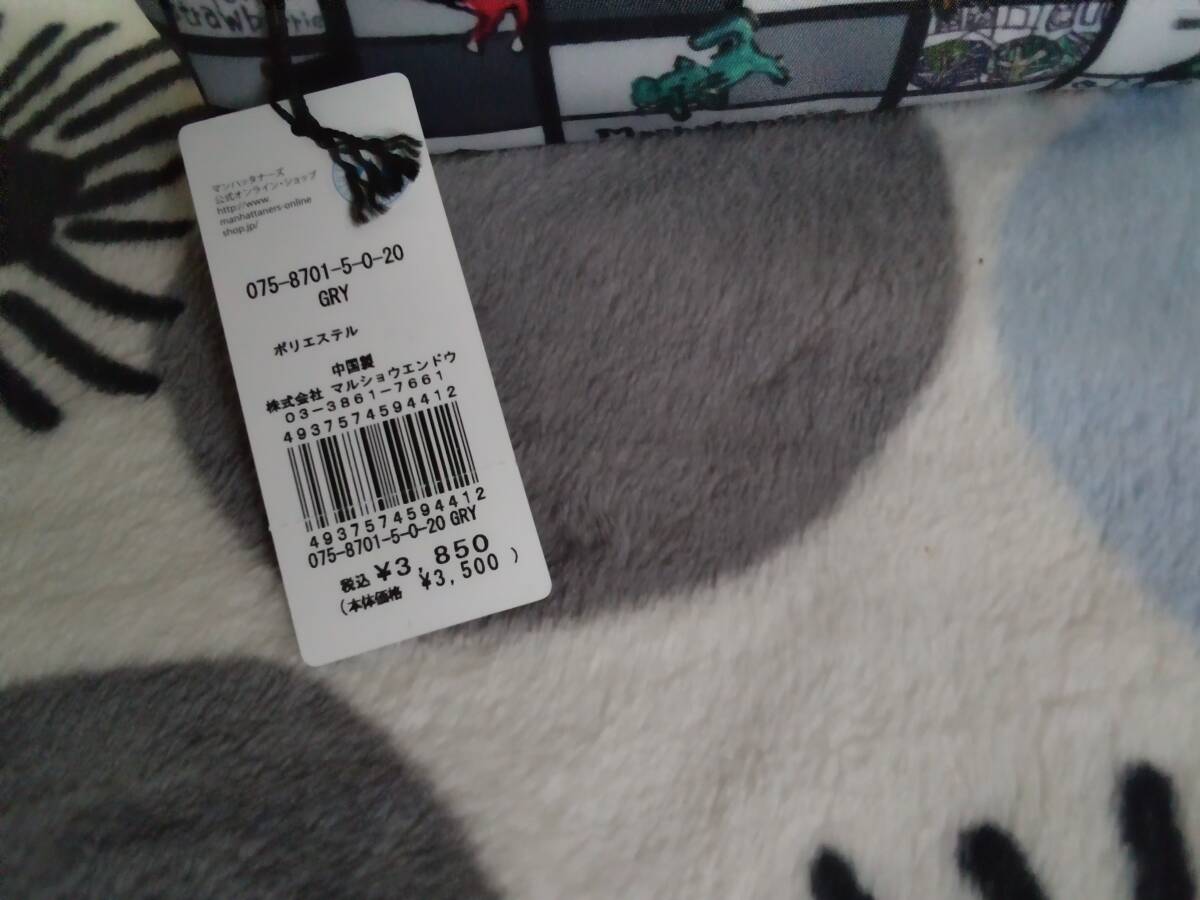 マンハッタナーズ
公式オンライン・ショップ
http://www
manhattaners-online
shop.jp/
075-8701-5-0-20
GRY
ポリエステル
中国製
株式会社 マルショウエンドウ
03-3861-7661
4937574594412
4937574594412
075-8701-5-0-20 GRY
税込 ¥3,850
(本体価格 ¥3,500 )